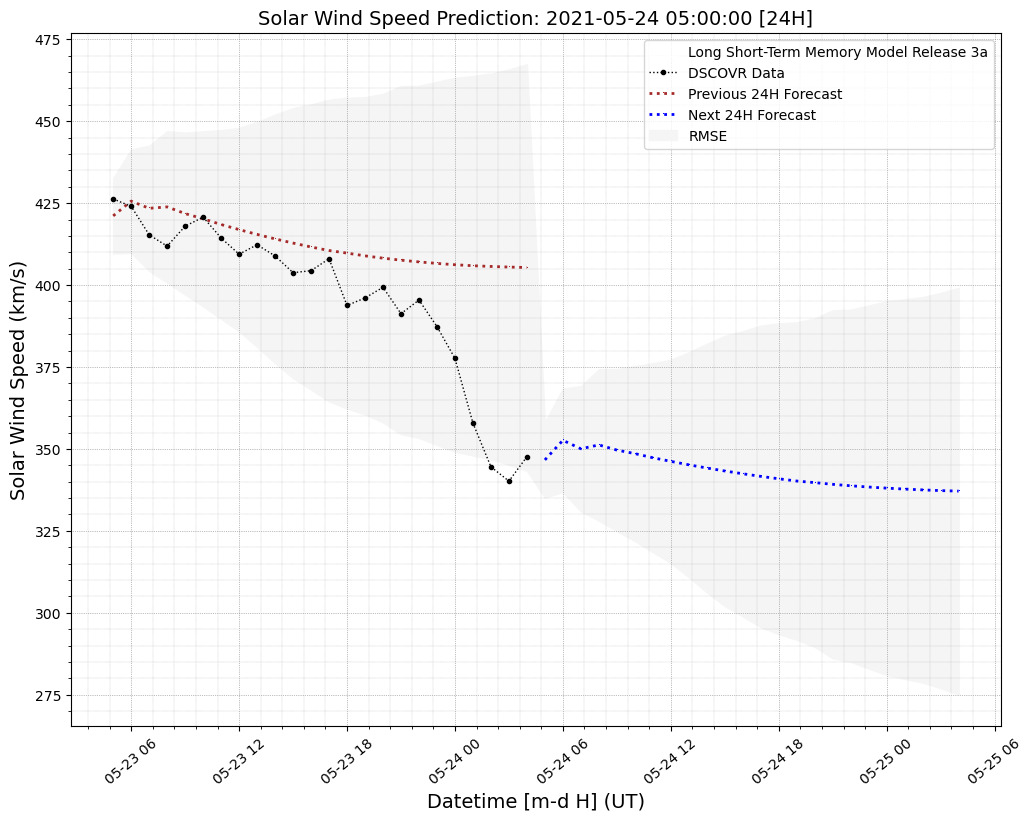 Solar Wind Speed Prediction: 2021-05-24 05:00:00 [24H]
Long Short-Term Memory Model Release 3a
DSCOVR Data
Previous 24H Forecast
Next 24H Forecast
RMSE
Solar Wind Speed (km/s)
475
450
425
400
375
350
325
300
275
05-23 06
05-23 12
05-23 18
05-24 00
05-24 06
05-24 12
05-24 18
05-25 00
05-25 06
Datetime [m-d H] (UT)